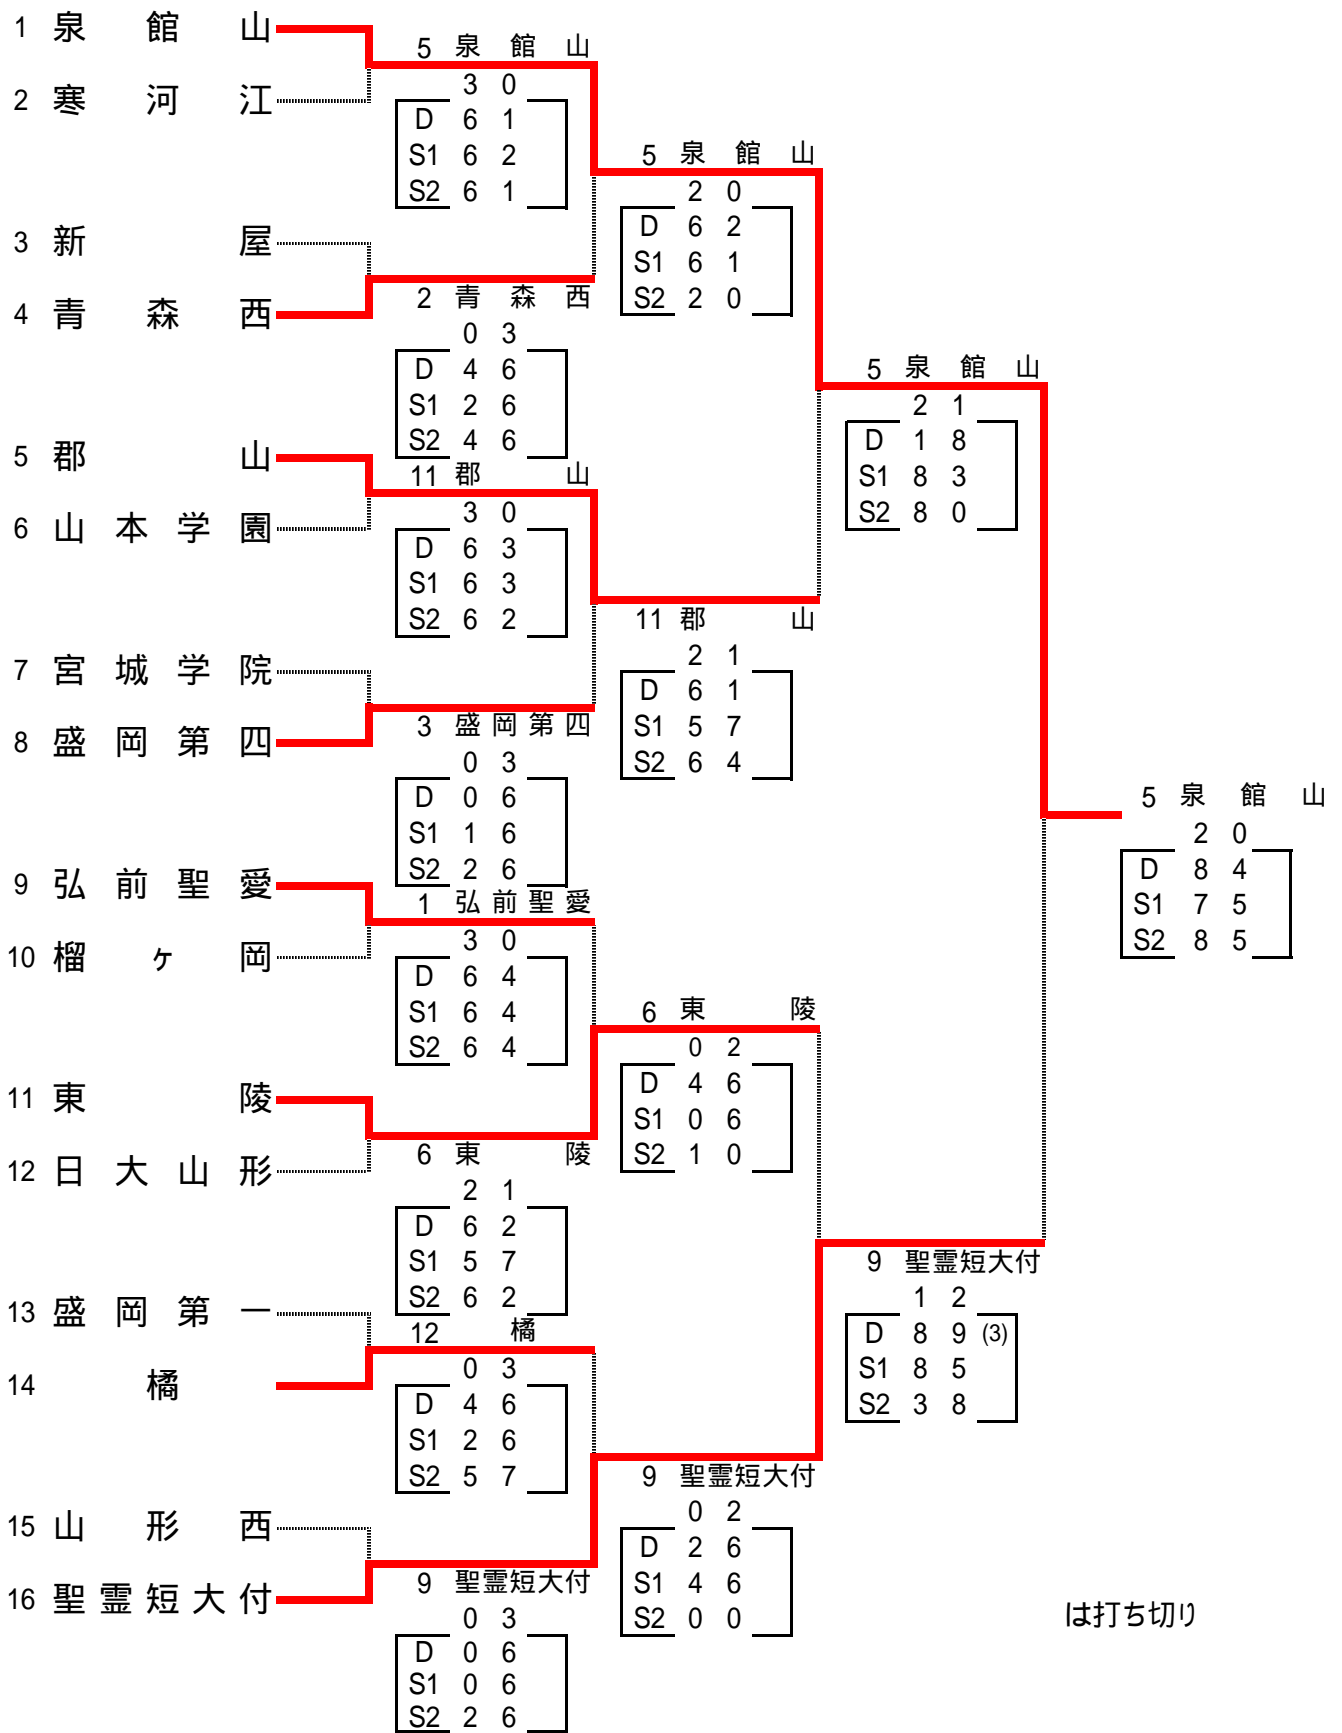 1 泉館山
5 泉館山
3 0
2 寒河江
D 6 1
S1 6 2
S2 6 1
5 泉館山
2 0
D 6 2
S1 6 1
S2 2 0
3 新屋
4 青森西
2 青森西
0 3
D 4 6
S1 2 6
S2 4 6
5 泉館山
2 1
D 1 8
S1 8 3
S2 8 0
5 郡山
11 郡山
3 0
6 山本学園
D 6 3
S1 6 3
S2 6 2
11 郡山
2 1
D 6 1
S1 5 7
S2 6 4
7 宮城学院
8 盛岡第四
3 盛岡第四
0 3
D 0 6
S1 1 6
S2 2 6
5 泉館山
2 0
D 8 4
S1 7 5
S2 8 5
9 弘前聖愛
1 弘前聖愛
3 0
10 榴ヶ岡
D 6 4
S1 6 4
S2 6 4
6 東陵
0 2
D 4 6
S1 0 6
S2 1 0
11 東陵
12 日大山形
6 東陵
2 1
D 6 2
S1 5 7
S2 6 2
9 聖霊短大付
1 2
D 8 9 (3)
S1 8 5
S2 3 8
13 盛岡第一
12 橘
0 3
14 橘
D 4 6
S1 2 6
S2 5 7
9 聖霊短大付
0 2
D 2 6
S1 4 6
S2 0 0
15 山形西
16 聖霊短大付
9 聖霊短大付
0 3
D 0 6
S1 0 6
S2 2 6
は打ち切り